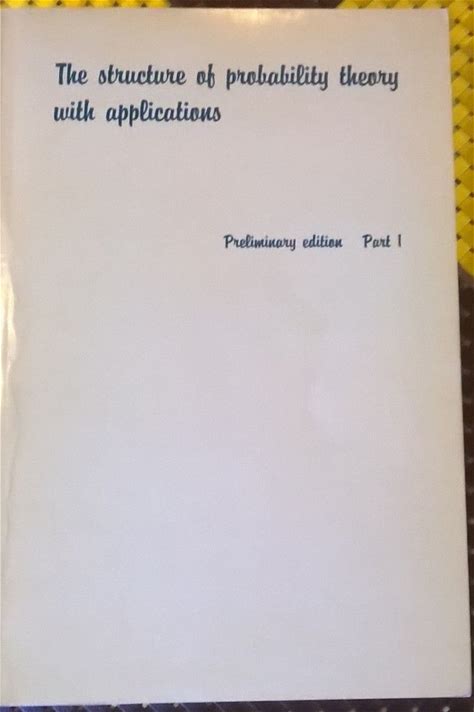 The structure of probability theory
with applications
Preliminary edition Part I